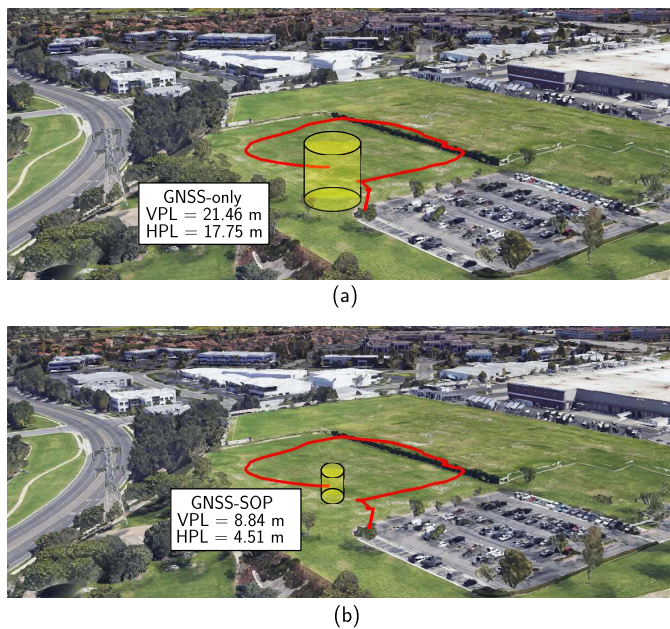 GNSS-only
VPL = 21.46 m
HPL = 17.75 m
(a)
GNSS-SOP
VPL = 8.84 m
HPL = 4.51 m
(b)